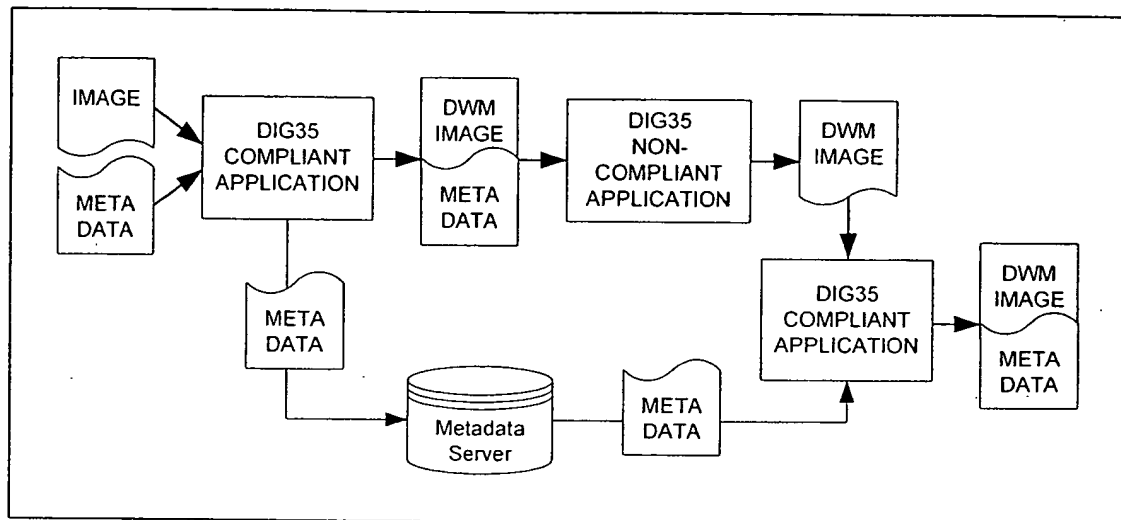 IMAGE
META
DATA
DIG35
COMPLIANT
APPLICATION
DWM
IMAGE
META
DATA
DIG35
NON-
COMPLIANT
APPLICATION
DWM
IMAGE
META
DATA
Metadata
Server
META
DATA
DIG35
COMPLIANT
APPLICATION
DWM
IMAGE
META
DATA